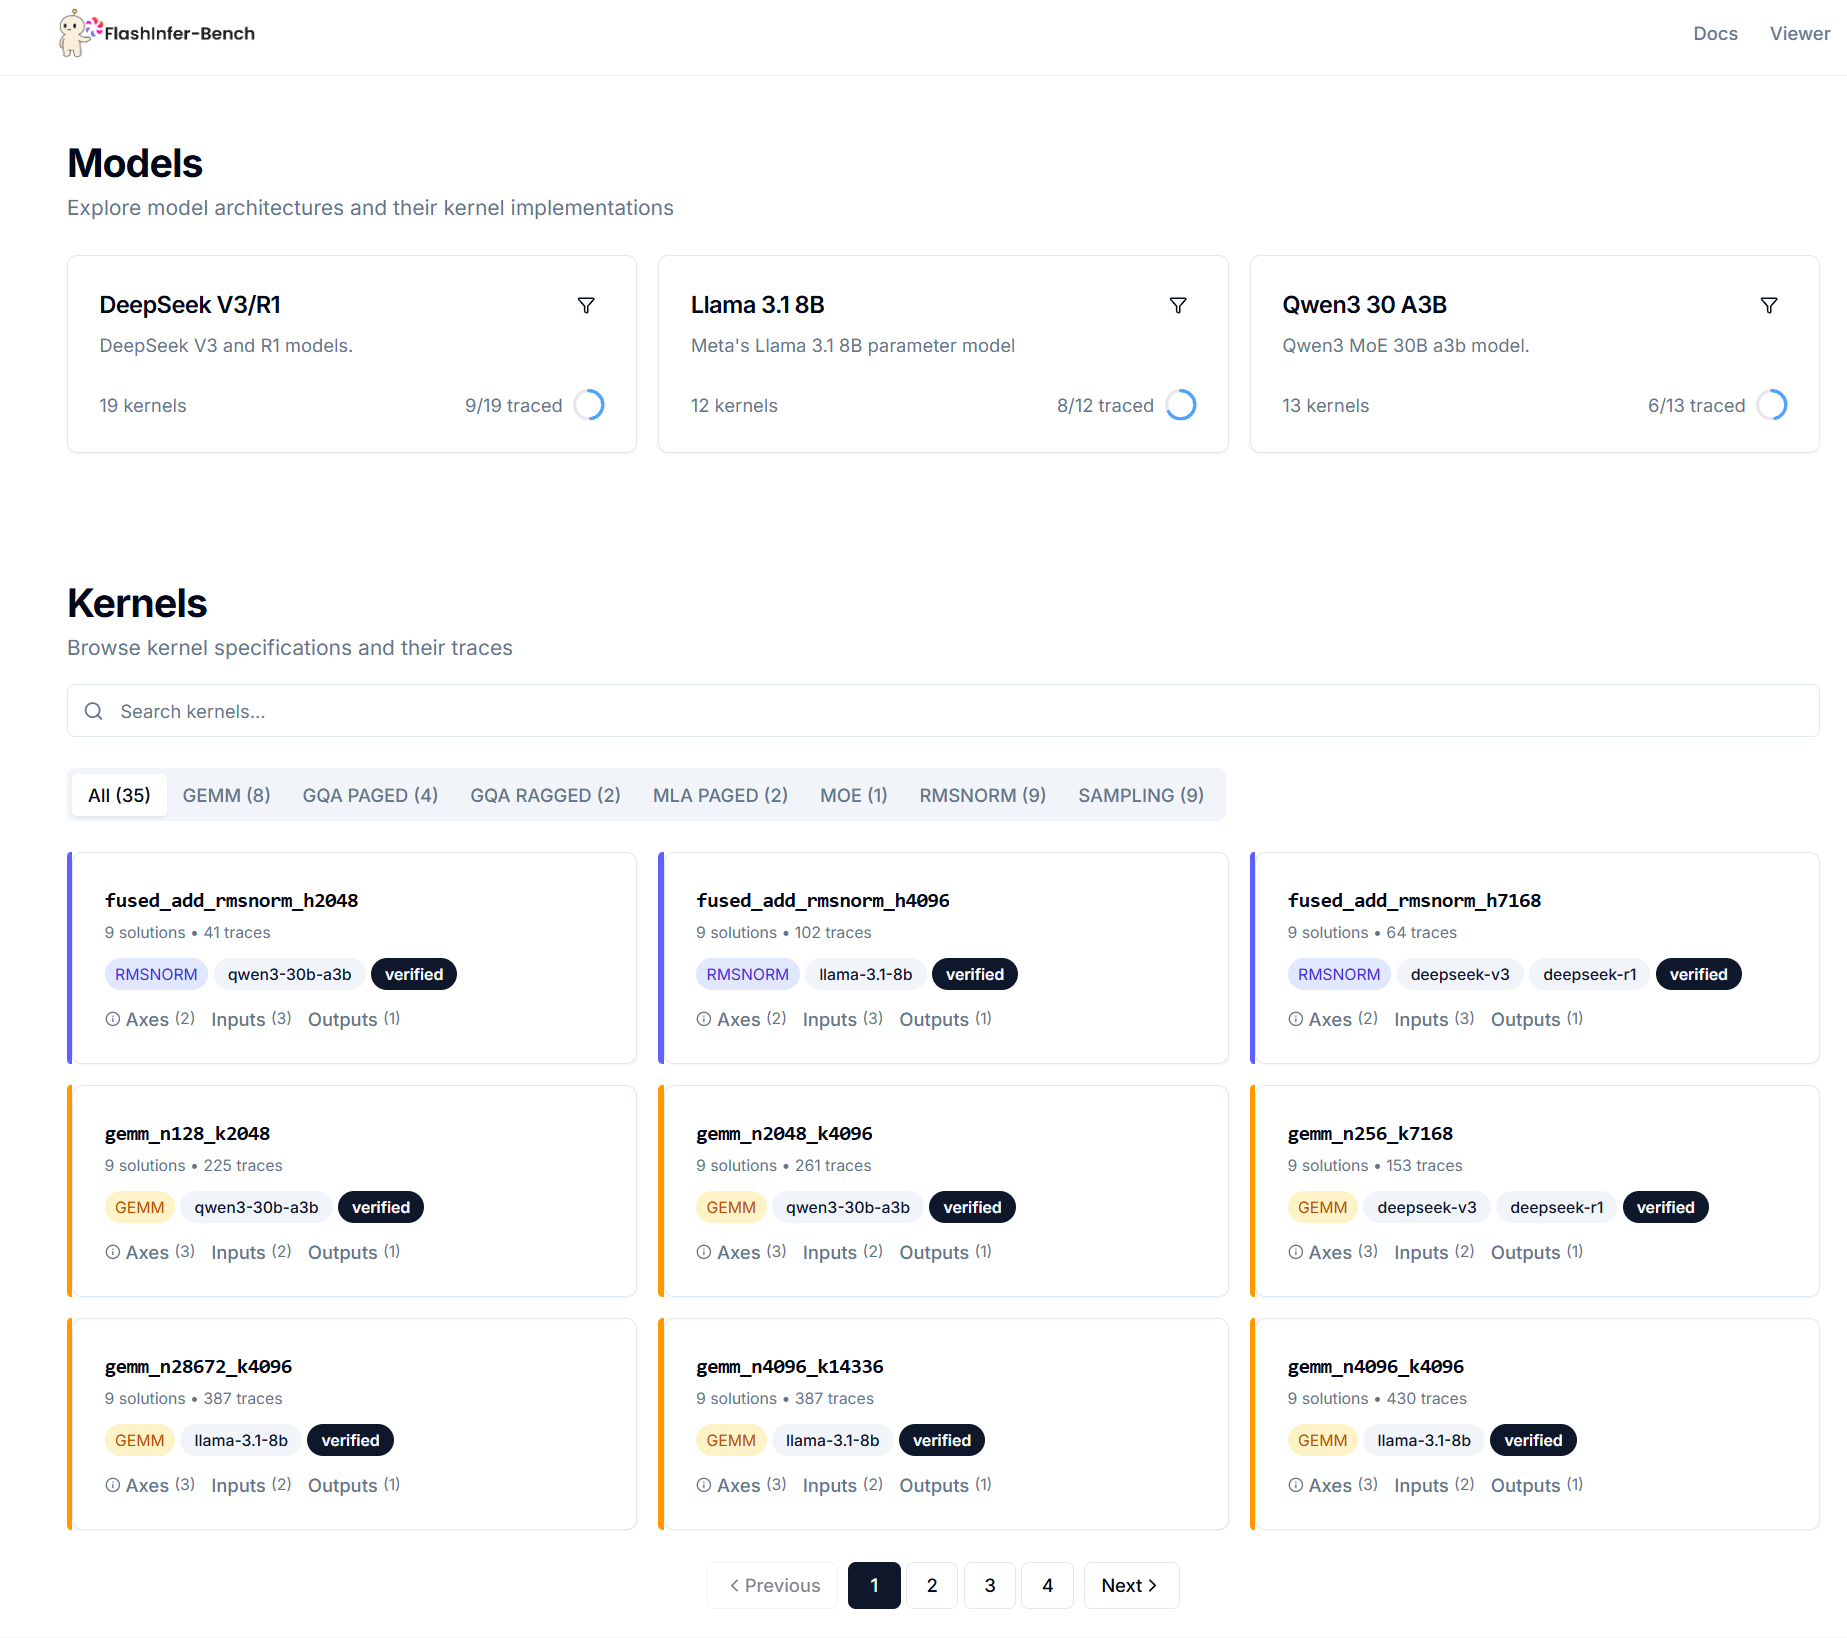 FlashInfer-Bench
Docs Viewer
Models
Explore model architectures and their kernel implementations
DeepSeek V3/R1
DeepSeek V3 and R1 models.
19 kernels 9/19 traced
Llama 3.1 8B
Meta's Llama 3.1 8B parameter model
12 kernels 8/12 traced
Qwen3 30 A3B
Qwen3 MoE 30B a3b model.
13 kernels 6/13 traced
Kernels
Browse kernel specifications and their traces
Search kernels...
All (35) GEMM (8) GQA PAGED (4) GQA RAGGED (2) MLA PAGED (2) MOE (1) RMSNORM (9) SAMPLING (9)
fused_add_rmsnorm_h2048
9 solutions • 41 traces
RMSNORM qwen3-30b-a3b verified
Axes (2) Inputs (3) Outputs (1)
fused_add_rmsnorm_h4096
9 solutions • 102 traces
RMSNORM llama-3.1-8b verified
Axes (2) Inputs (3) Outputs (1)
fused_add_rmsnorm_h7168
9 solutions • 64 traces
RMSNORM deepseek-v3 deepseek-r1 verified
Axes (2) Inputs (3) Outputs (1)
gemm_n128_k2048
9 solutions • 225 traces
GEMM qwen3-30b-a3b verified
Axes (3) Inputs (2) Outputs (1)
gemm_n2048_k4096
9 solutions • 261 traces
GEMM qwen3-30b-a3b verified
Axes (3) Inputs (2) Outputs (1)
gemm_n256_k7168
9 solutions • 153 traces
GEMM deepseek-v3 deepseek-r1 verified
Axes (3) Inputs (2) Outputs (1)
gemm_n28672_k4096
9 solutions • 387 traces
GEMM llama-3.1-8b verified
Axes (3) Inputs (2) Outputs (1)
gemm_n4096_k14336
9 solutions • 387 traces
GEMM llama-3.1-8b verified
Axes (3) Inputs (2) Outputs (1)
gemm_n4096_k4096
9 solutions • 430 traces
GEMM llama-3.1-8b verified
Axes (3) Inputs (2) Outputs (1)
Previous 1 2 3 4 Next